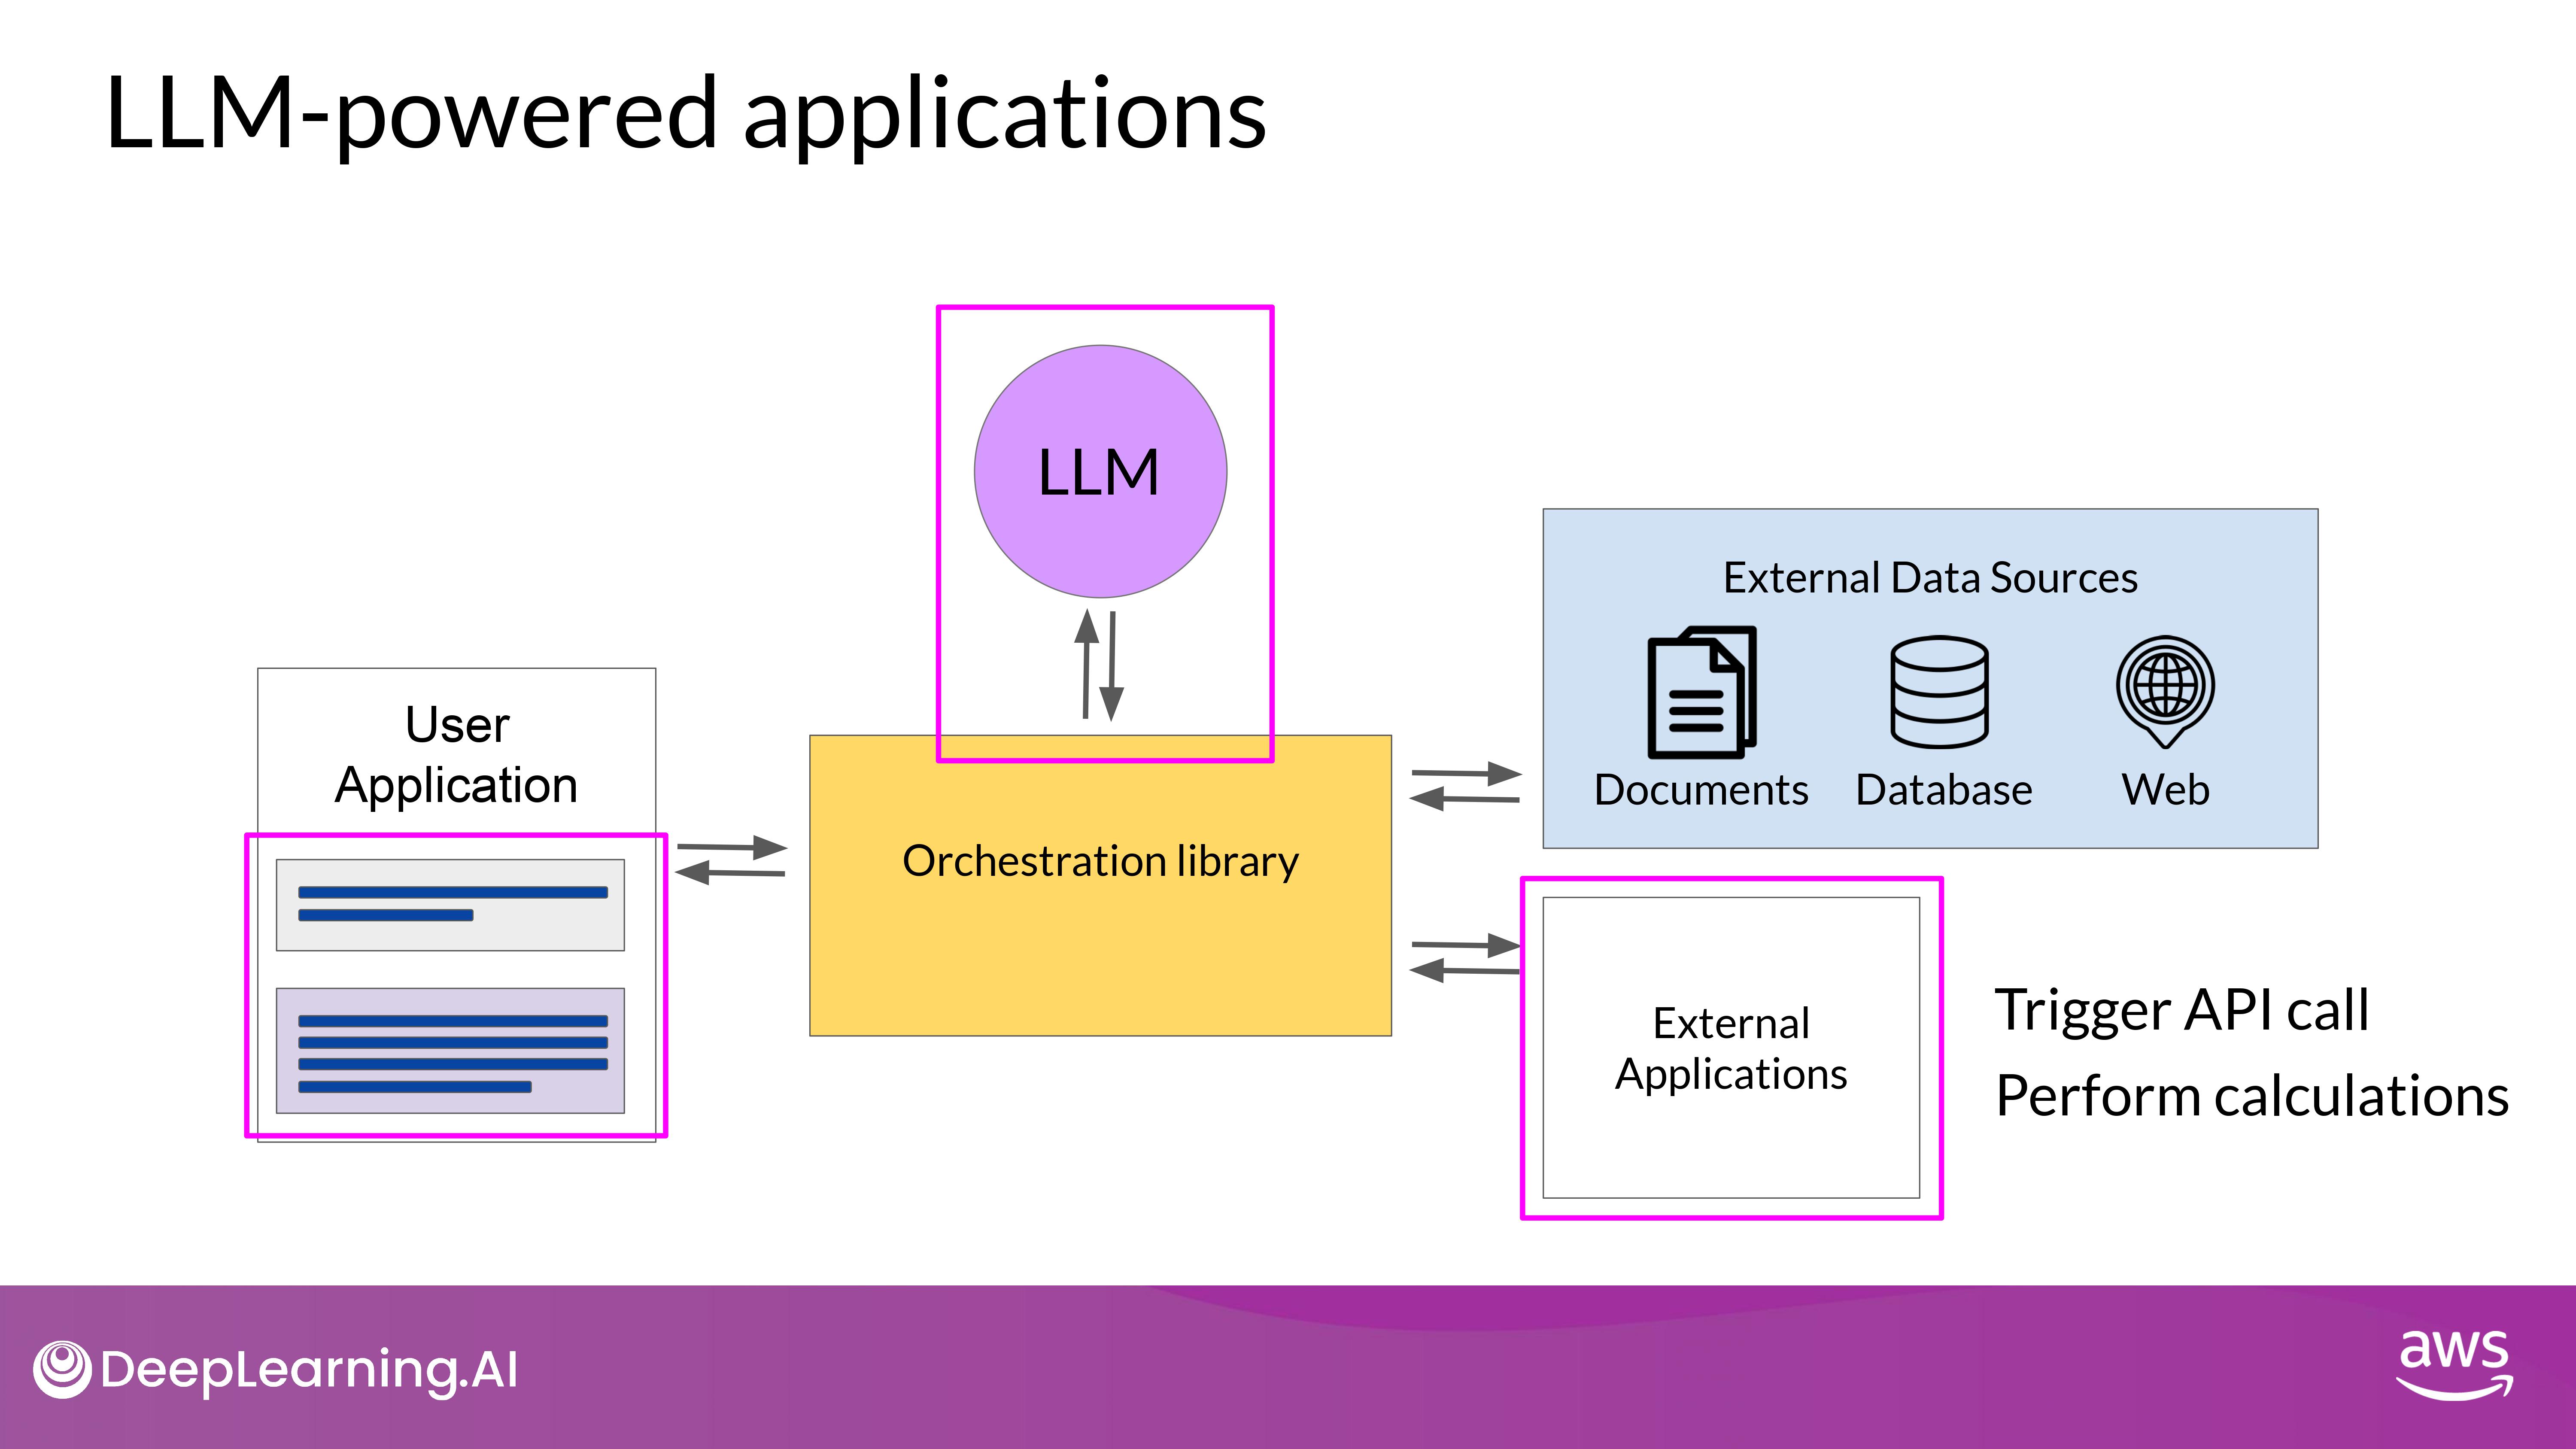 LLM-powered applications
LLM
User
Application
Orchestration library
External Data Sources
Documents
Database
Web
External
Applications
Trigger API call
Perform calculations
DeepLearning.AI
aws